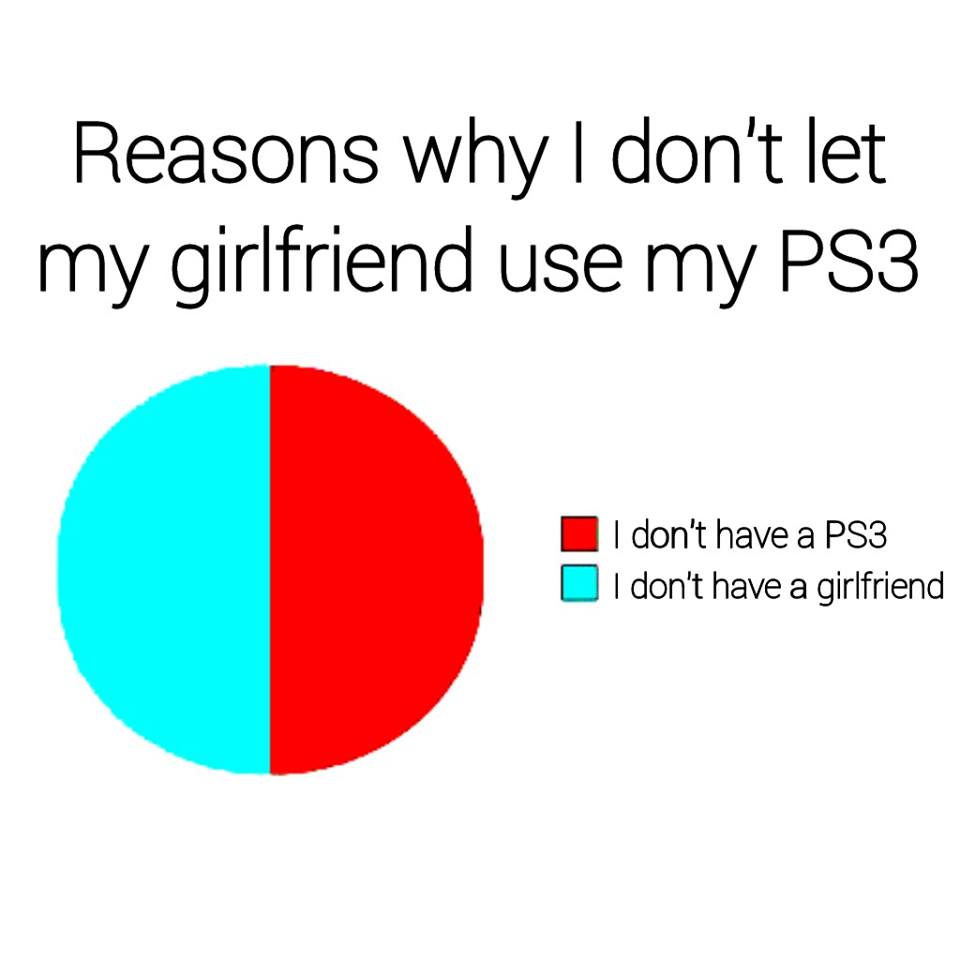 Reasons why I don't let
my girlfriend use my PS3
I don't have a PS3
I don't have a girlfriend